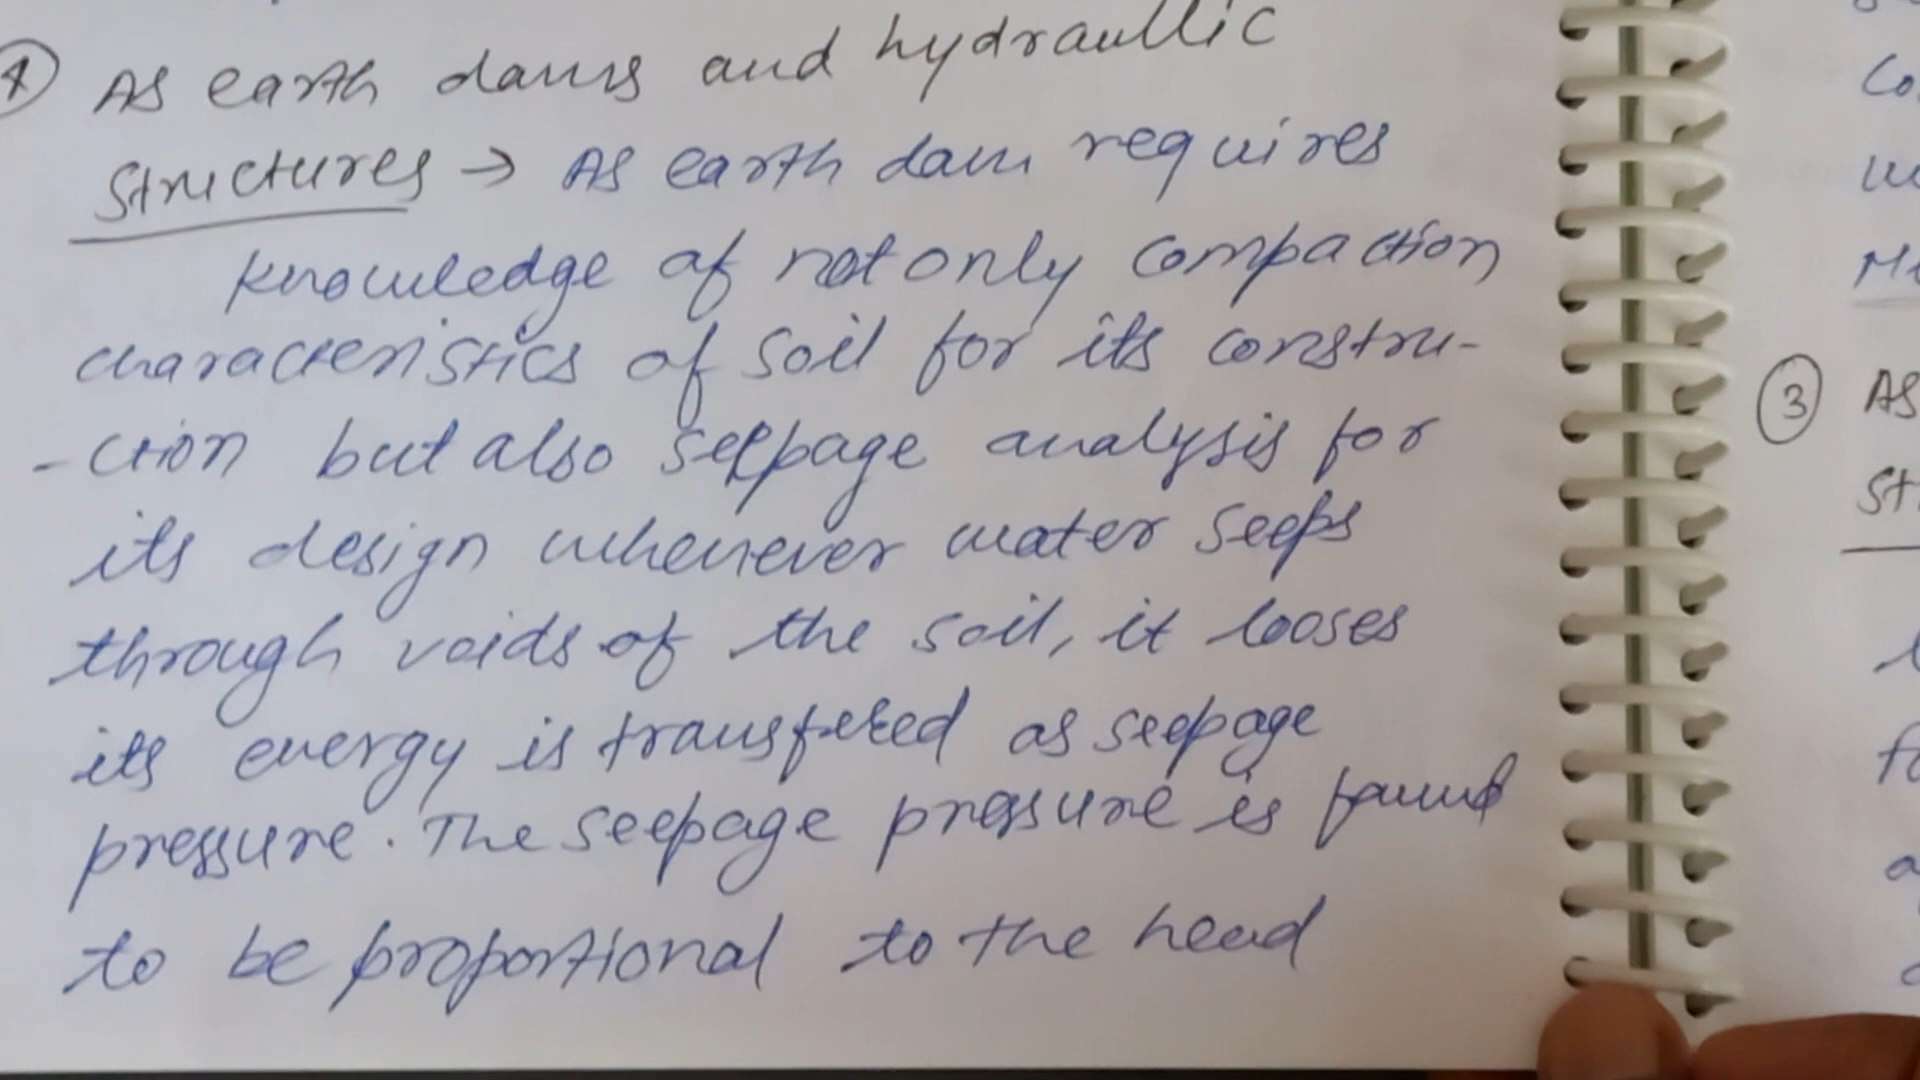 ④ As earth dams and hydraullic
Structures → As earth dam requires
knowledge of not only compaction
characteristics of soil for its constru-
-ction but also seepage analysis for
its design whenever water seeps
through voids of the soil, it looses
its energy is transfered as seepage
pressure. The seepage pressure is found
to be proportional to the head
③ As